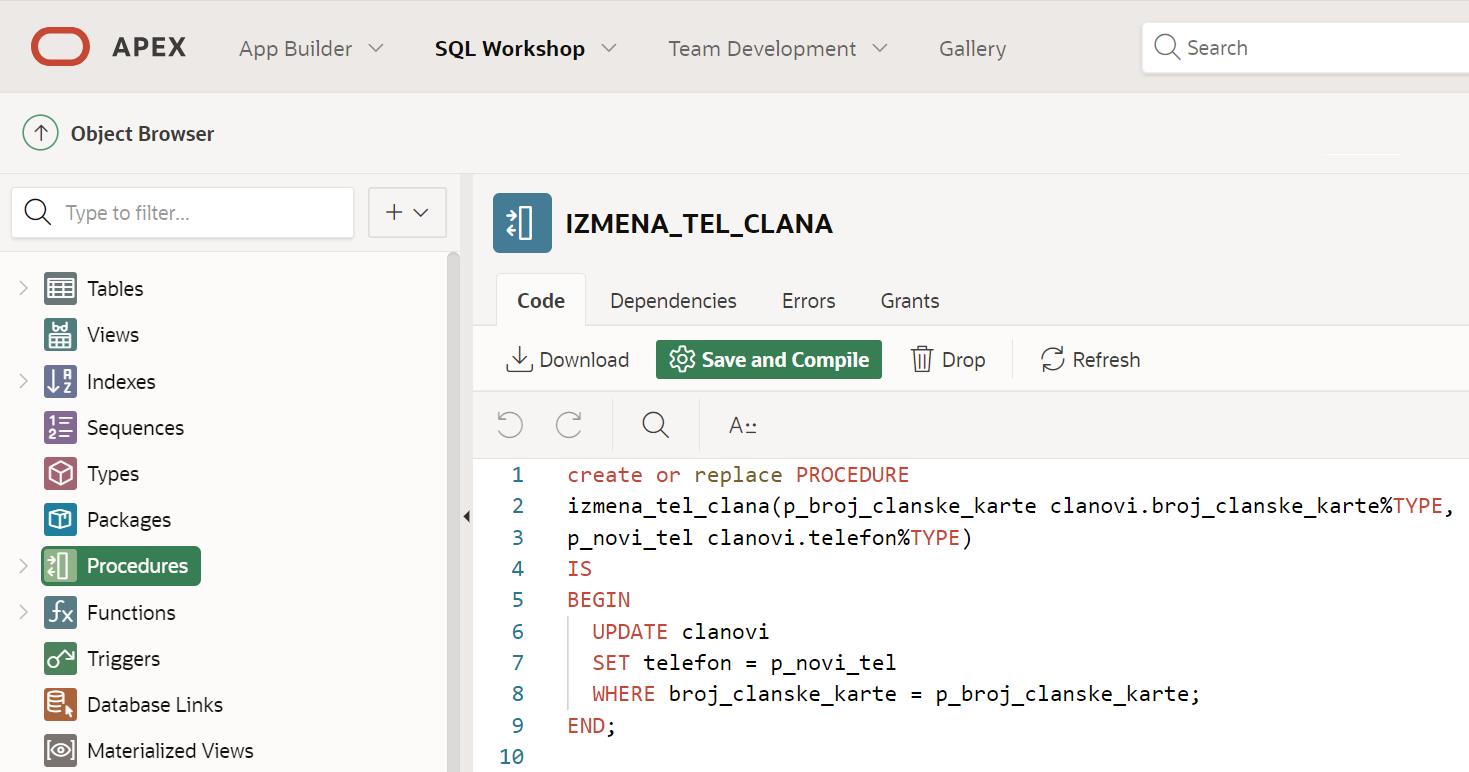 APEX App Builder SQL Workshop Team Development Gallery Search
Object Browser
Type to filter...
Tables
Views
Indexes
Sequences
Types
Packages
Procedures
Functions
Triggers
Database Links
Materialized Views
IZMENA_TEL_CLANA
Code Dependencies Errors Grants
Download Save and Compile Drop Refresh
A
1 create or replace PROCEDURE
2 izmena_tel_clana(p_broj_clanske_karte clanovi.broj_clanske_karte%TYPE,
3 p_novi_tel clanovi.telefon%TYPE)
4 IS
5 BEGIN
6 UPDATE clanovi
7 SET telefon = p_novi_tel
8 WHERE broj_clanske_karte = p_broj_clanske_karte;
9 END;
10